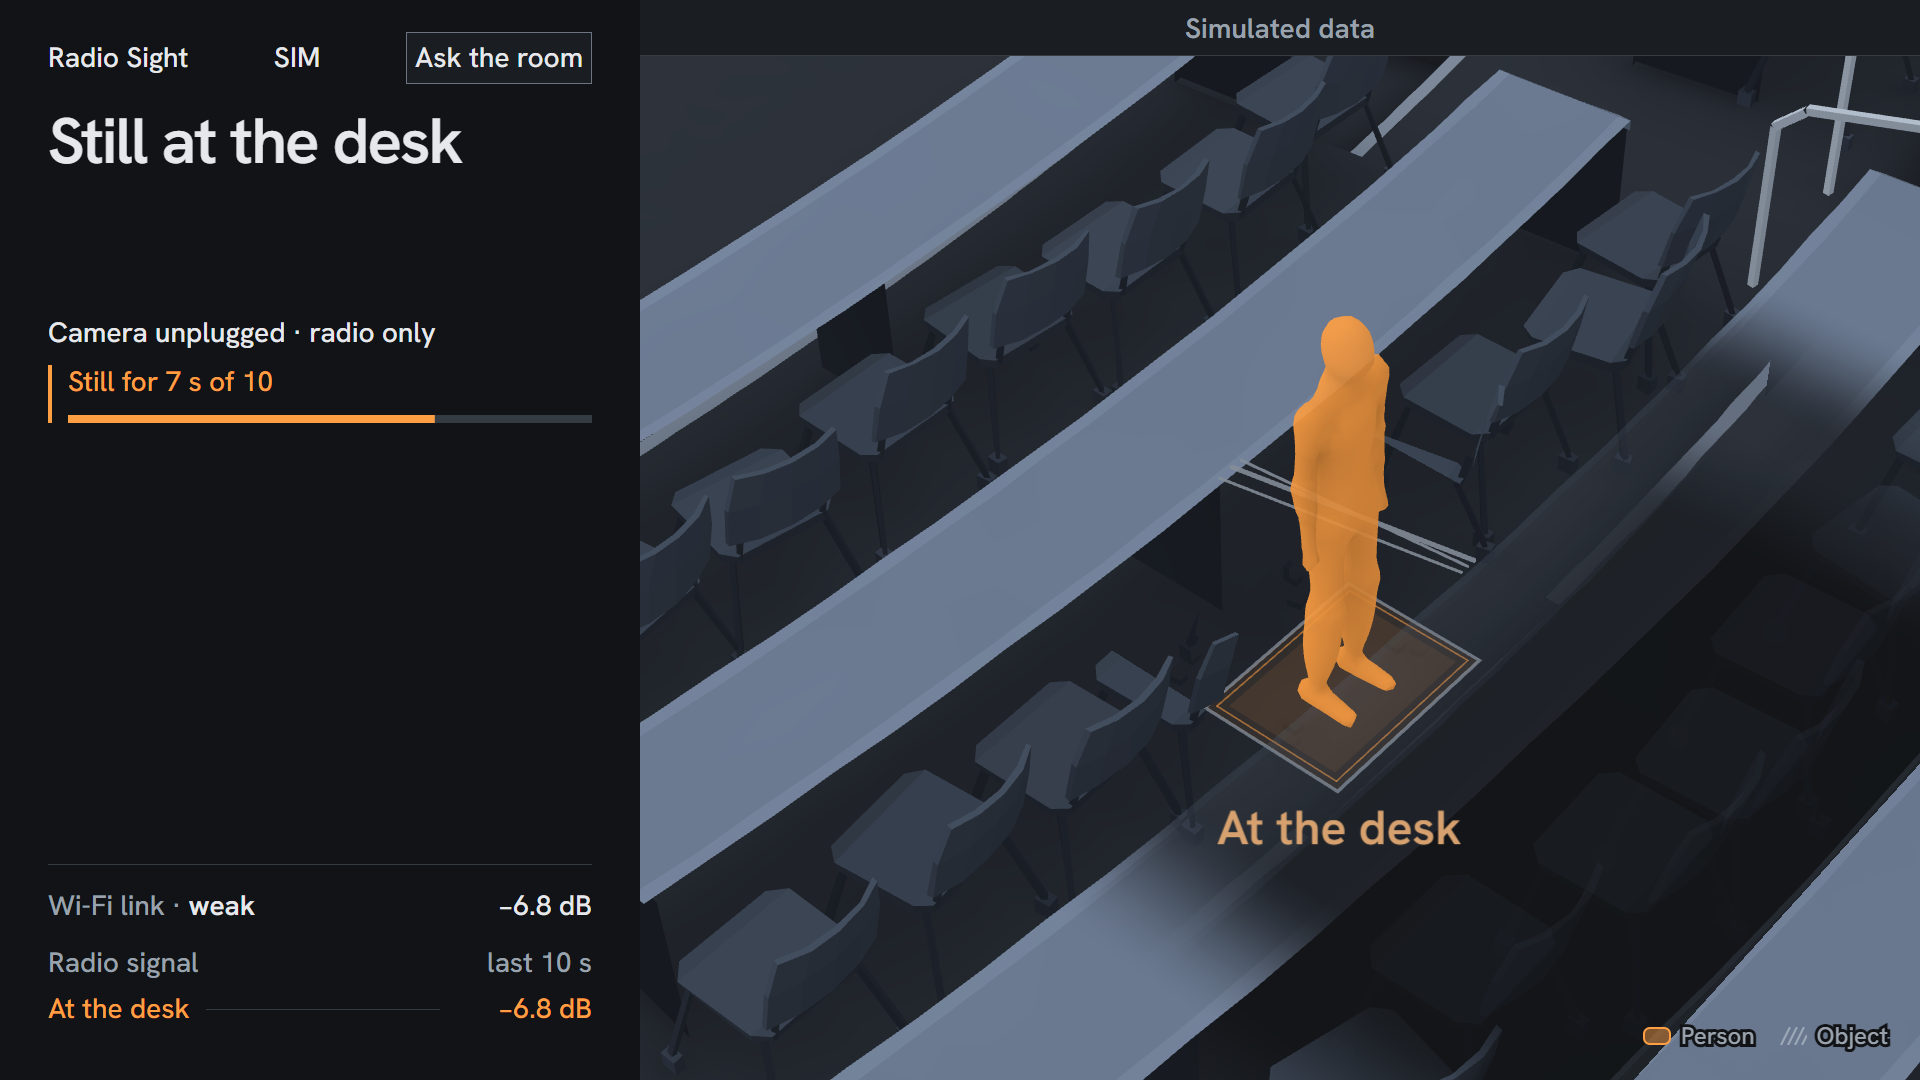 Radio Sight
SIM
Ask the room
Still at the desk
Camera unplugged · radio only
Still for 7 s of 10
Wi-Fi link · weak
−6.8 dB
Radio signal
last 10 s
At the desk
−6.8 dB
Simulated data
At the desk
Person
Object